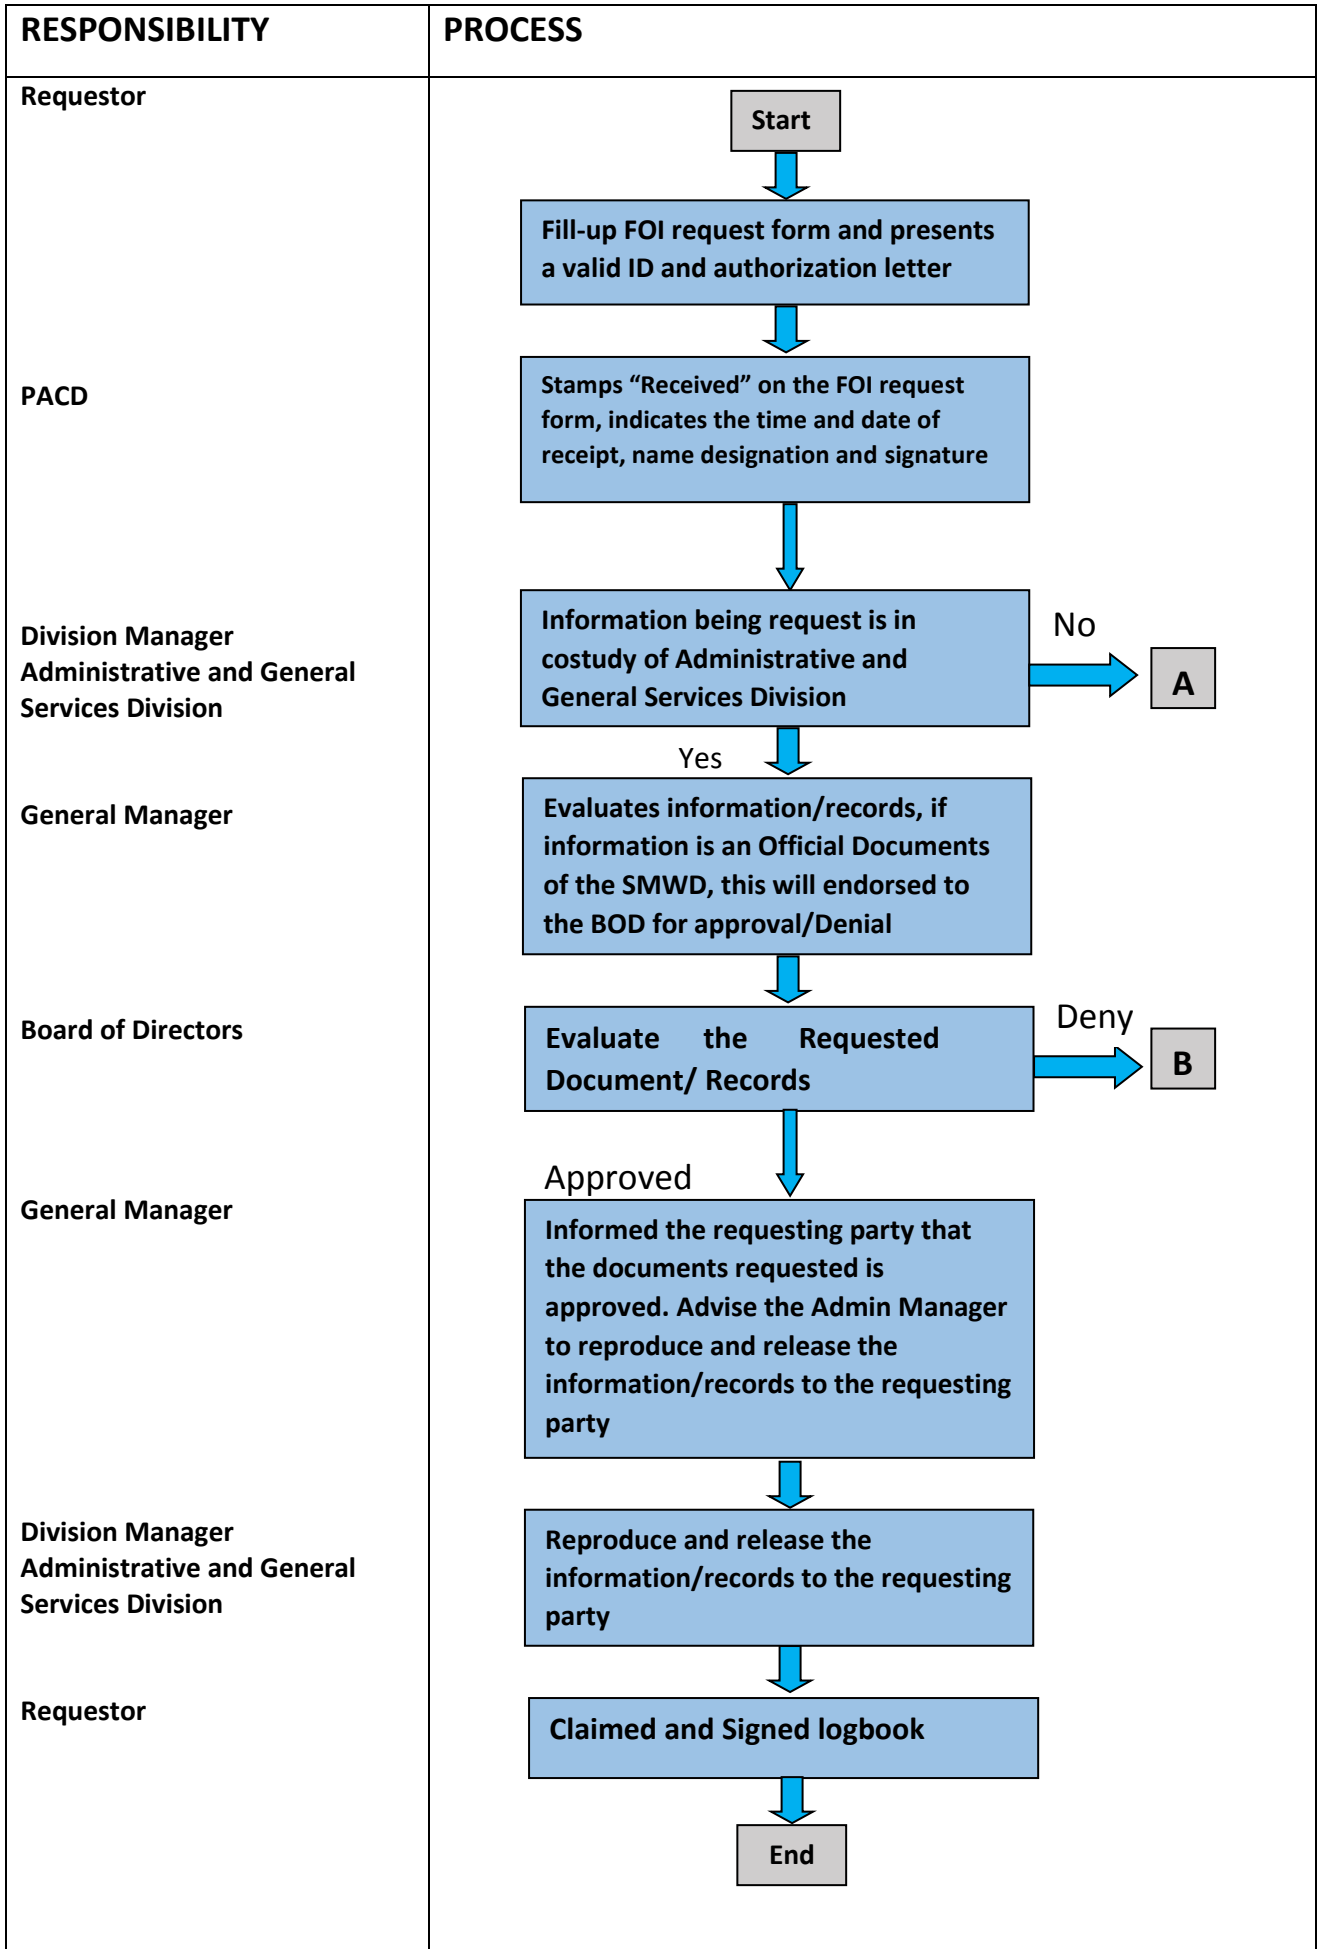 RESPONSIBILITY
PROCESS
Requestor
Start
Fill-up FOI request form and presents
a valid ID and authorization letter
PACD
Stamps “Received” on the FOI request
form, indicates the time and date of
receipt, name designation and signature
Division Manager
Administrative and General
Services Division
Information being request is in
costudy of Administrative and
General Services Division
No
A
Yes
General Manager
Evaluates information/records, if
information is an Official Documents
of the SMWD, this will endorsed to
the BOD for approval/Denial
Board of Directors
Evaluate the Requested
Document/ Records
Deny
B
Approved
General Manager
Informed the requesting party that
the documents requested is
approved. Advise the Admin Manager
to reproduce and release the
information/records to the requesting
party
Division Manager
Administrative and General
Services Division
Reproduce and release the
information/records to the requesting
party
Requestor
Claimed and Signed logbook
End